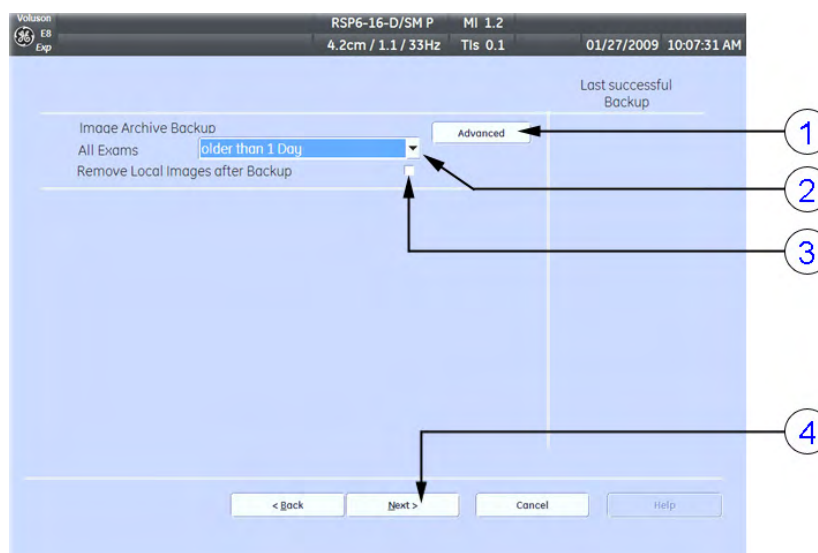 Voluson
E8
Exp
RSP6-16-D/SM P MI 1.2
4.2cm / 1.1 / 33Hz TIs 0.1 01/27/2009 10:07:31 AM
Last successful
Backup
Image Archive Backup
Advanced
1
All Exams older than 1 Day
2
Remove Local Images after Backup
3
4
< Back Next > Cancel Help